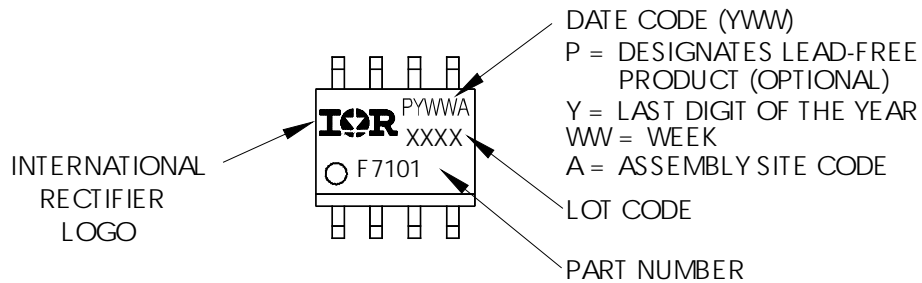 DATE CODE (YWW)
P = DESIGNATES LEAD-FREE
PRODUCT (OPTIONAL)
Y = LAST DIGIT OF THE YEAR
WW = WEEK
A = ASSEMBLY SITE CODE
LOT CODE
PART NUMBER
INTERNATIONAL
RECTIFIER
LOGO
IOR
PYWWA
XXXX
F7101